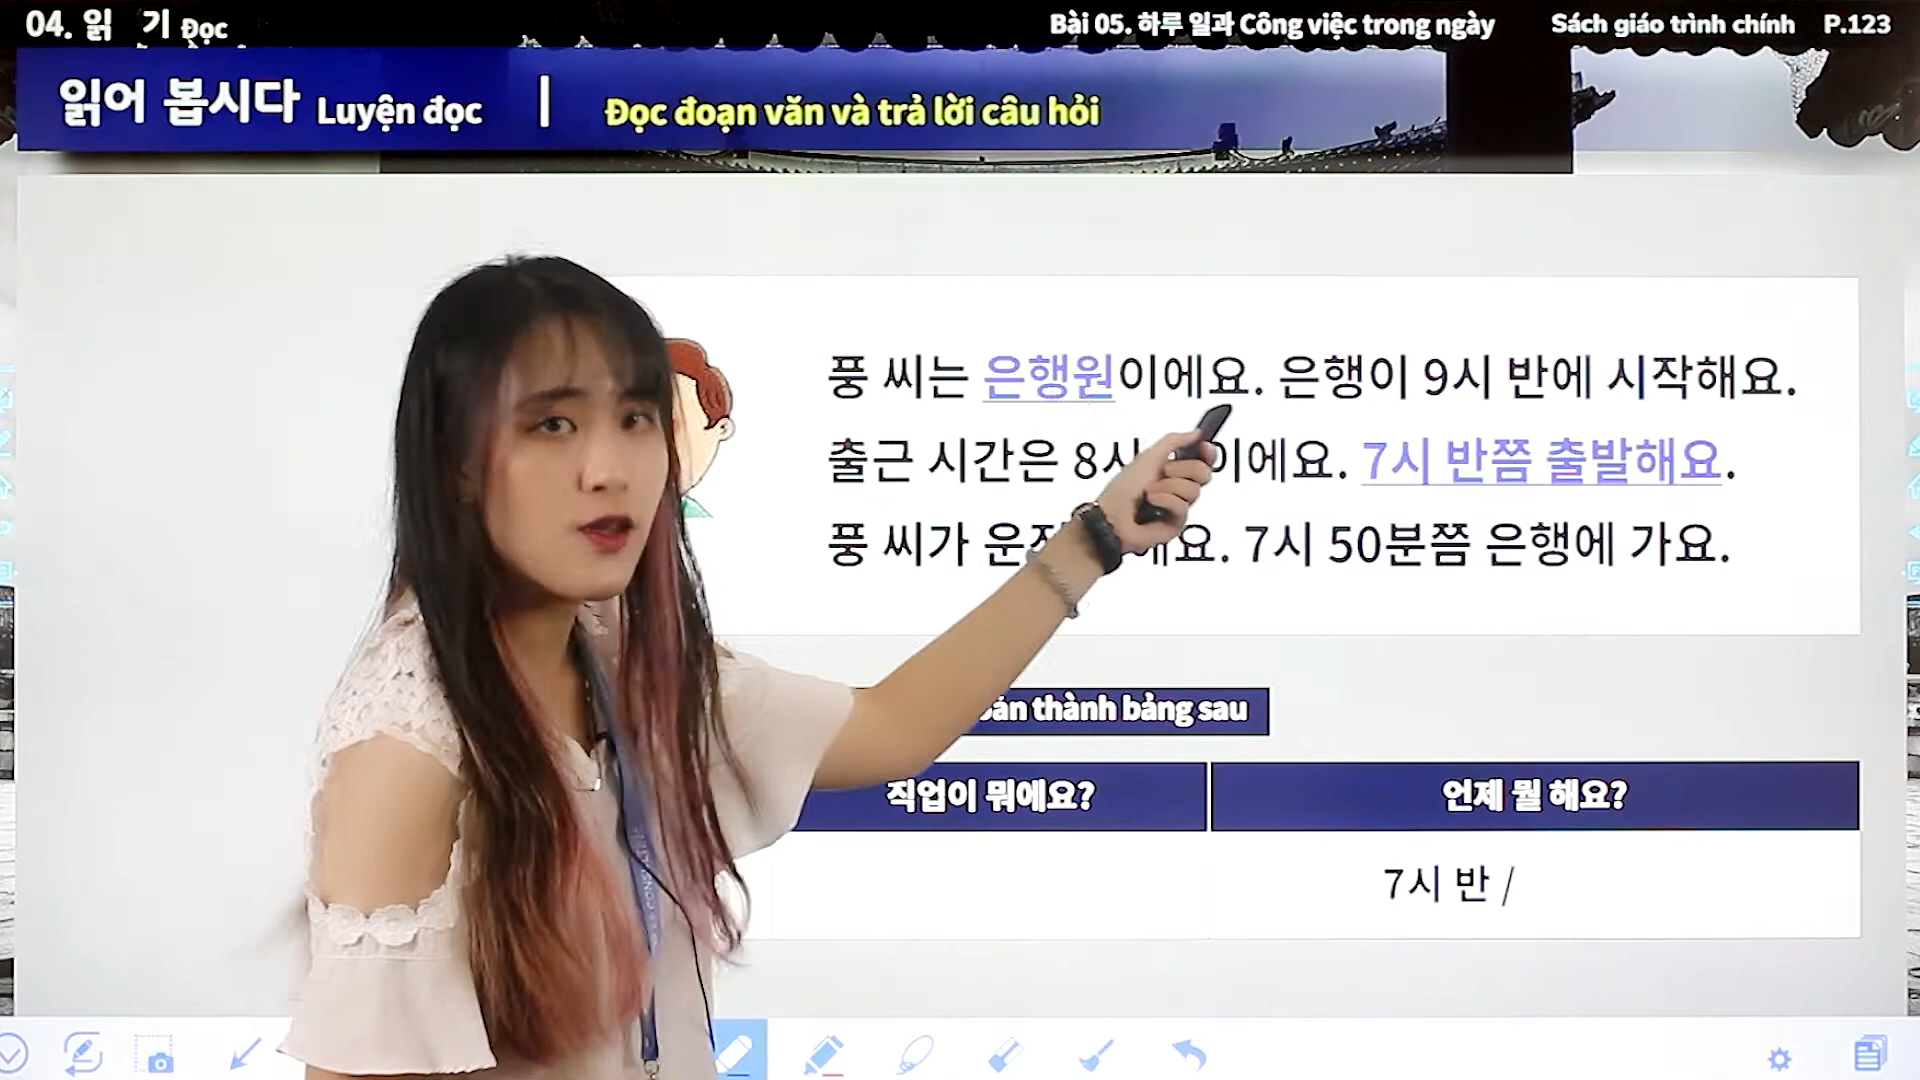 04. 읽 기 Đọc
Bài 05. 하루 일과 Công việc trong ngày Sách giáo trình chính P.123
읽어 봅시다 Luyện đọc | Đọc đoạn văn và trả lời câu hỏi
풍 씨는 은행원이에요. 은행이 9시 반에 시작해요.
출근 시간은 8시 이에요. 7시 반쯤 출발해요.
풍 씨가 해요. 7시 50분쯤 은행에 가요.
thành bảng sau
직업이 뭐예요?
언제 뭘 해요?
7시 반 /